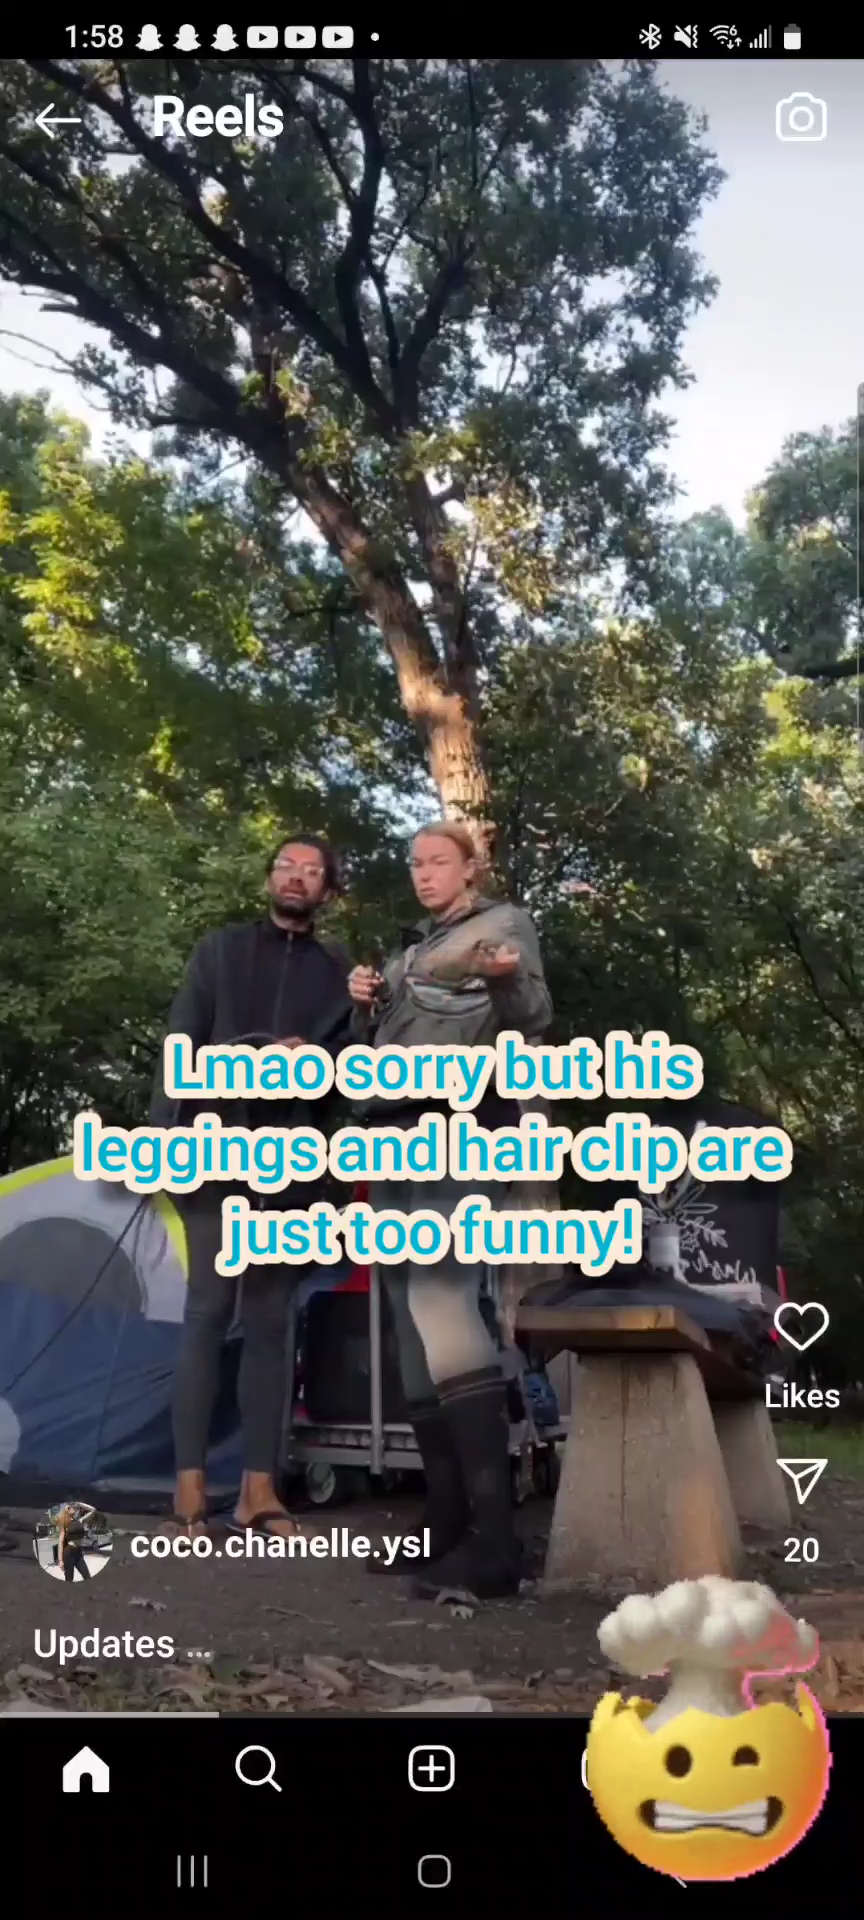 1:58
Reels
Lmao sorry but his
leggings and hair clip are
just too funny!
Likes
coco.chanelle.ysl
20
Updates ...